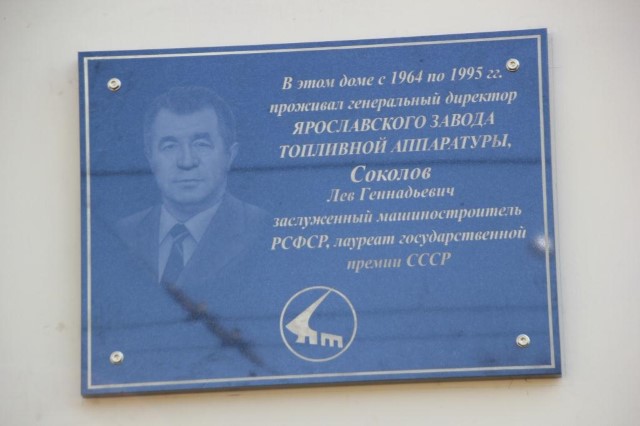 В этом доме с 1964 по 1995 гг.
проживал генеральный директор
ЯРОСЛАВСКОГО ЗАВОДА
ТОПЛИВНОЙ АППАРАТУРЫ,
Соколов
Лев Геннадьевич
заслуженный машиностроитель
РСФСР, лауреат государственной
премии СССР